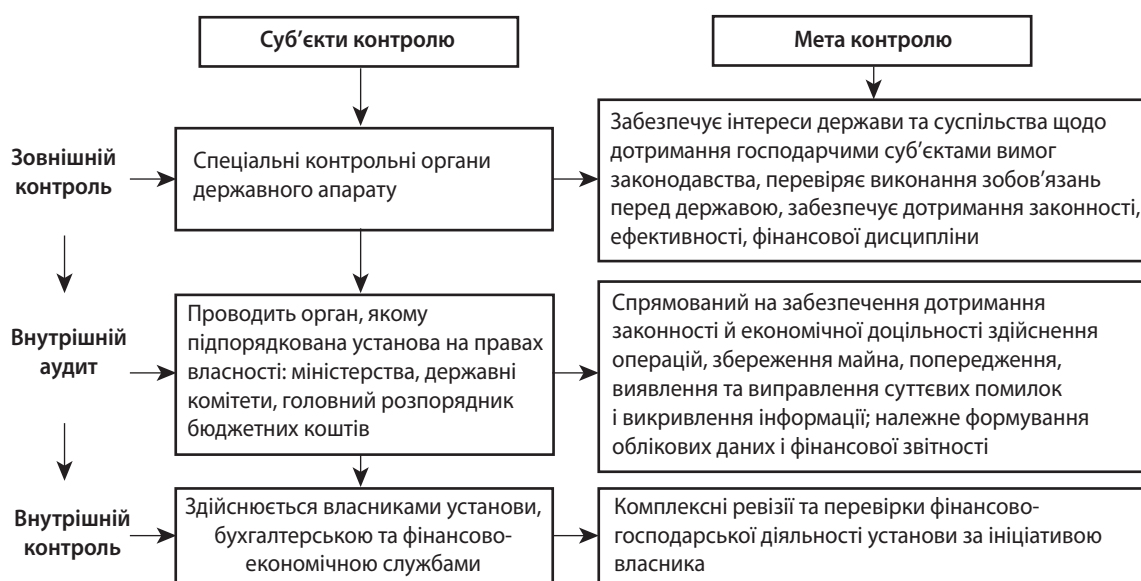 Суб’єкти контролю
Мета контролю
Зовнішній
контроль
Спеціальні контрольні органи
державного апарату
Забезпечує інтереси держави та суспільства щодо
дотримання господарчими суб’єктами вимог
законодавства, перевіряє виконання зобов’язань
перед державою, забезпечує дотримання законності,
ефективності, фінансової дисципліни
Внутрішній
аудит
Проводить орган, якому
підпорядкована установа на правах
власності: міністерства, державні
комітети, головний розпорядник
бюджетних коштів
Спрямований на забезпечення дотримання
законності й економічної доцільності здійснення
операцій, збереження майна, попередження,
виявлення та виправлення суттєвих помилок
і викривлення інформації; належне формування
облікових даних і фінансової звітності
Внутрішній
контроль
Здійснюється власниками установи,
бухгалтерською та фінансово-
економічною службами
Комплексні ревізії та перевірки фінансово-
господарської діяльності установи за ініціативою
власника